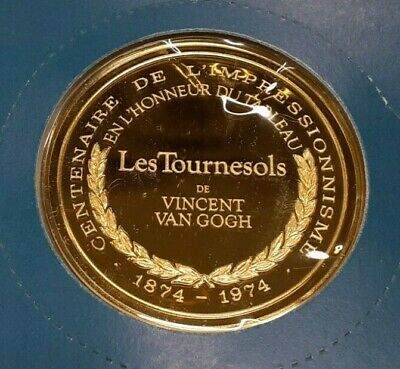 CENTENAIRE DE L'IMPRESSIONNISME
EN L'HONNEUR DU TABLEAU
Les Tournesols
DE
VINCENT
VAN GOGH
1874 - 1974